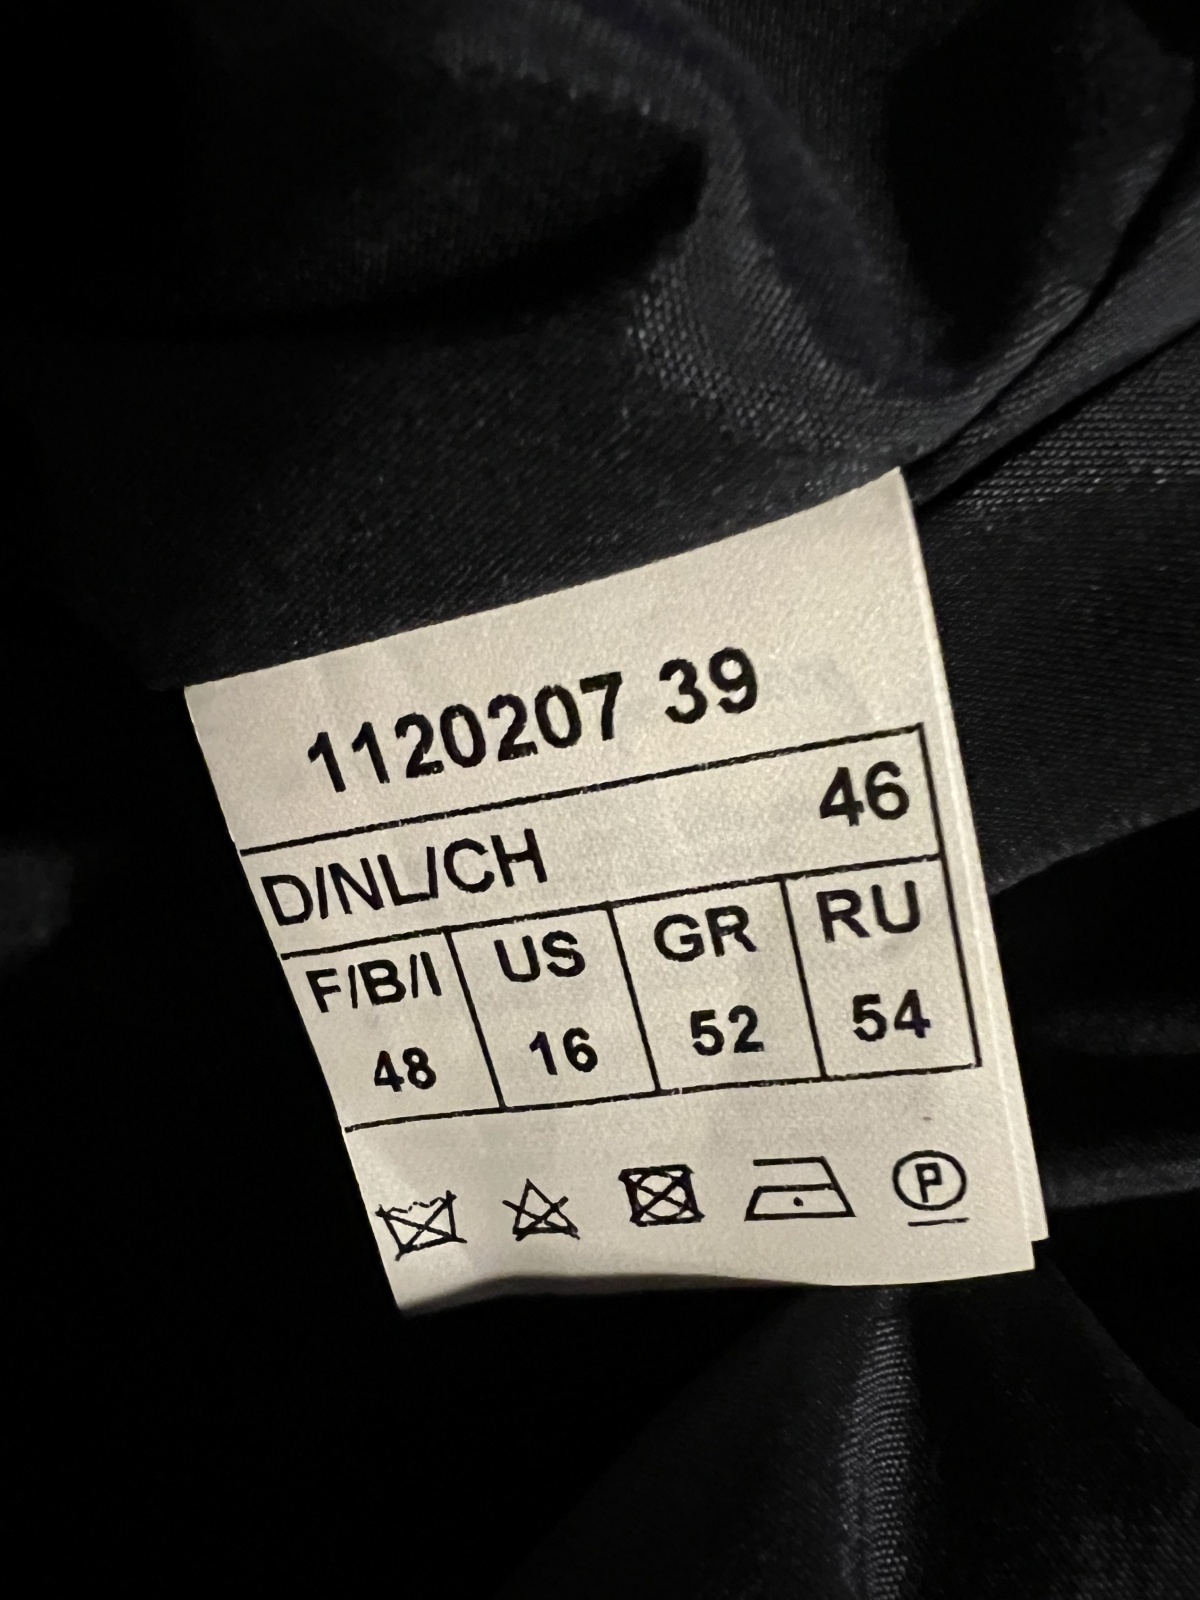 1120207 39
D/NL/CH 46
F/B/I US GR RU
48 16 52 54
P